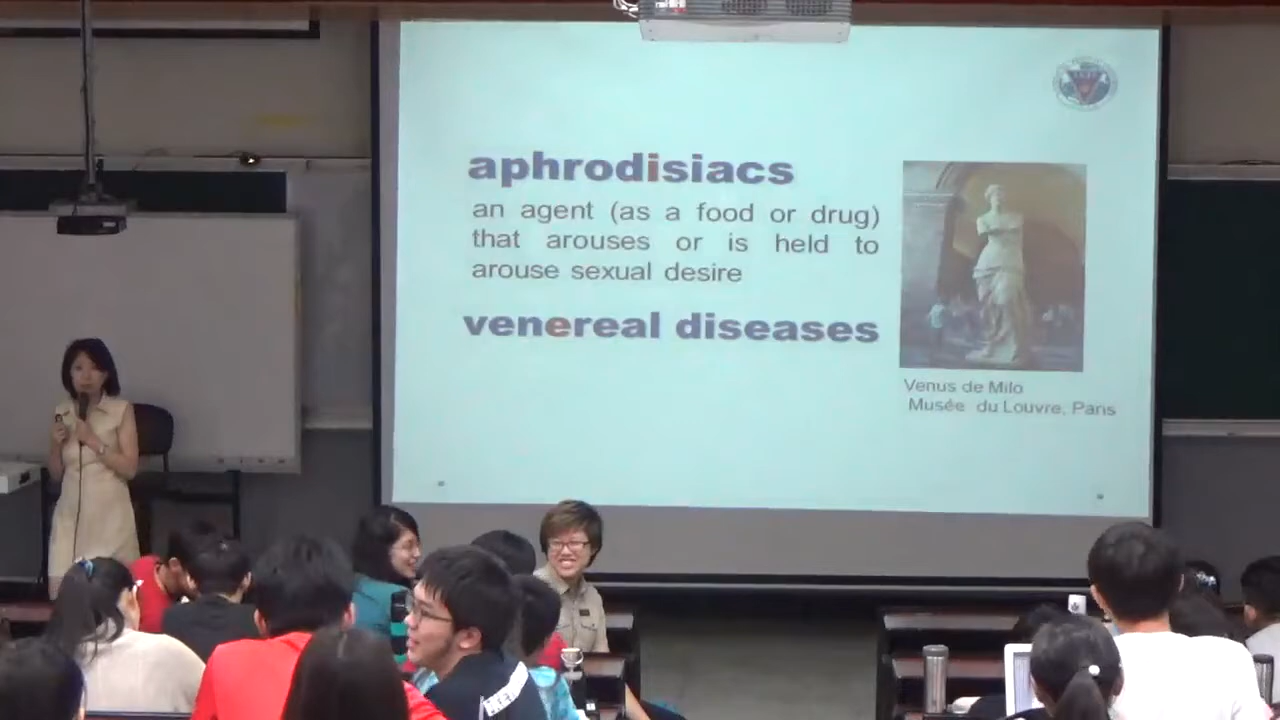 aphrodisiacs
an agent (as a food or drug)
that arouses or is held to
arouse sexual desire
venereal diseases
Venus de Milo
Musée du Louvre, Paris